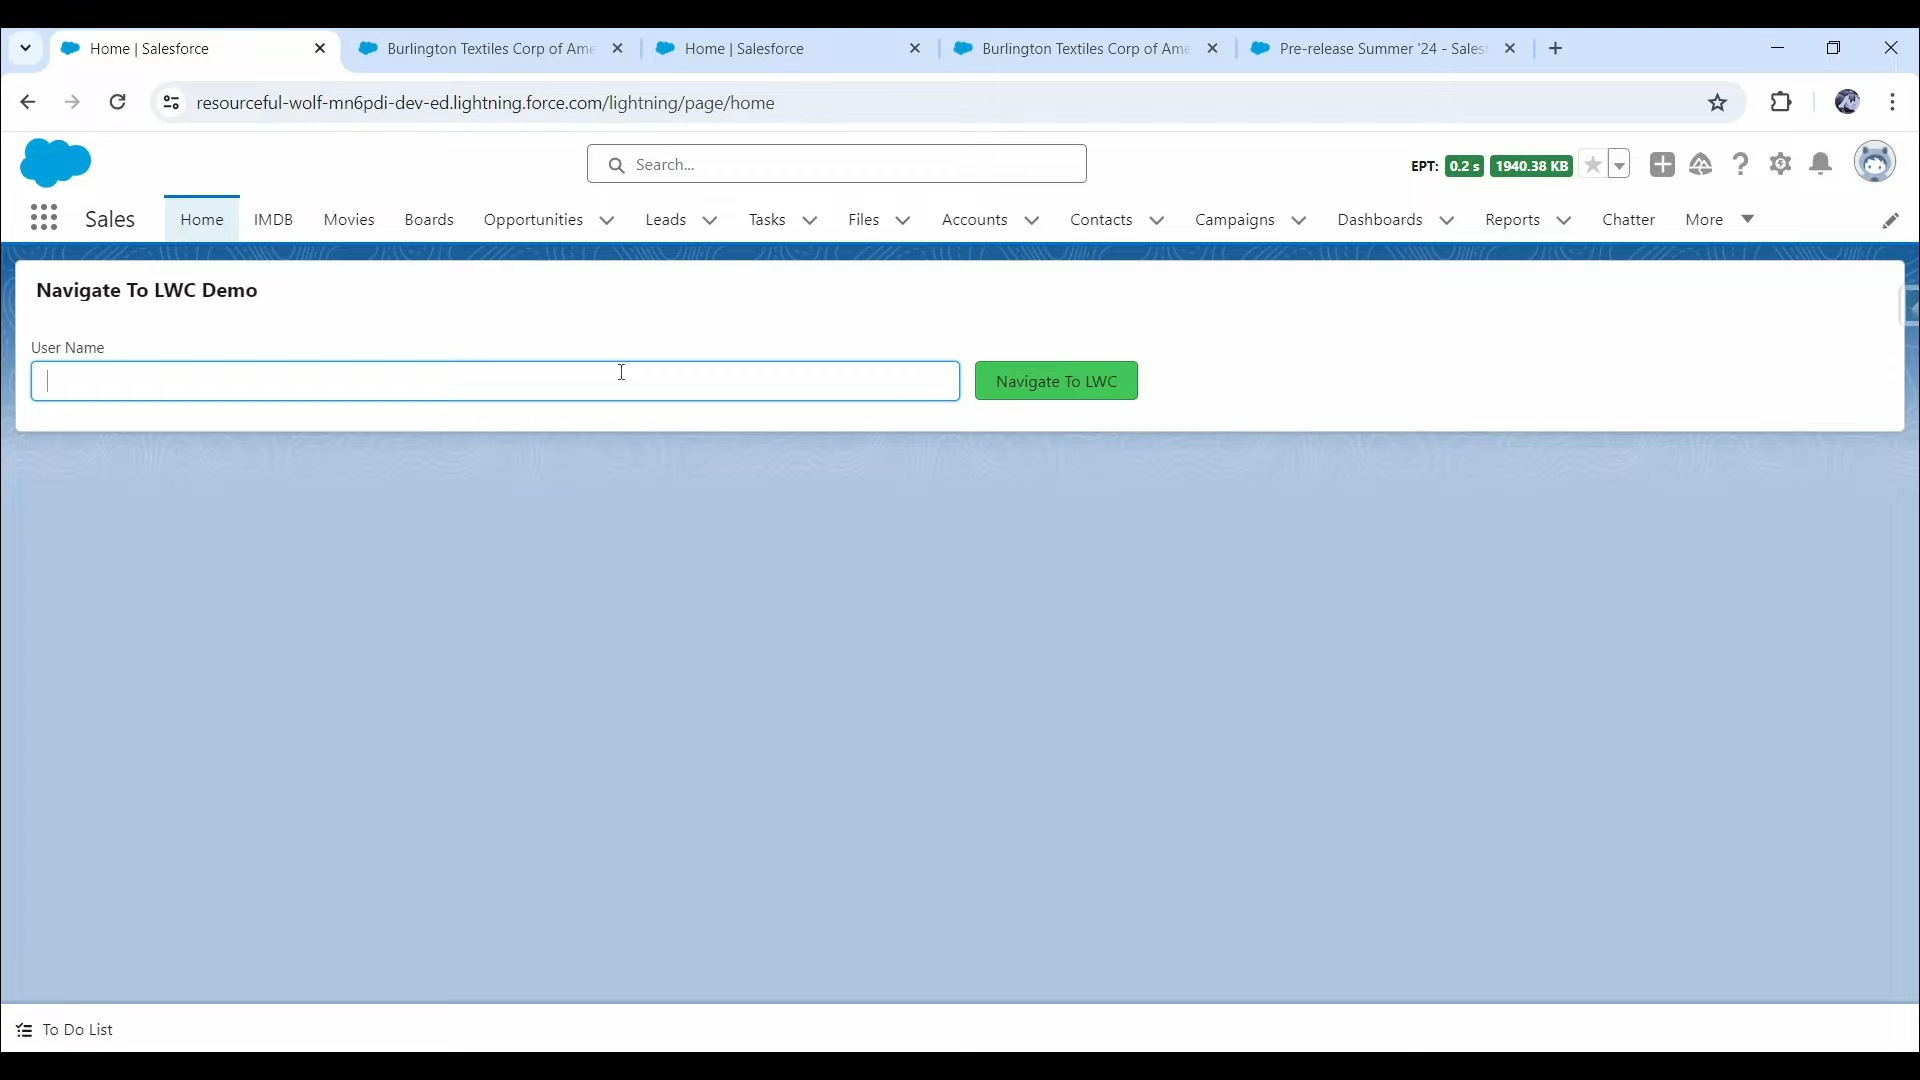 Home | Salesforce
Burlington Textiles Corp of Ame
Home | Salesforce
Burlington Textiles Corp of Ame
Pre-release Summer '24 - Sales
resourceful-wolf-mn6pdi-dev-ed.lightning.force.com/lightning/page/home
Search...
EPT: 0.2 s 1940.38 KB
Sales Home IMDB Movies Boards Opportunities Leads Tasks Files Accounts Contacts Campaigns Dashboards Reports Chatter More
Navigate To LWC Demo
User Name
Navigate To LWC
To Do List